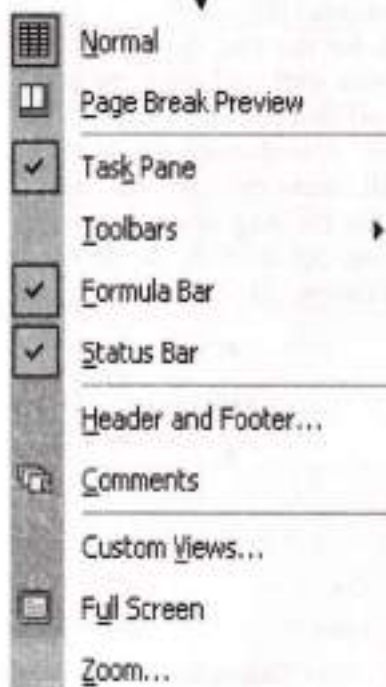 Normal
Page Break Preview
Task Pane
Toolbars
Formula Bar
Status Bar
Header and Footer...
Comments
Custom Views...
Full Screen
Zoom...